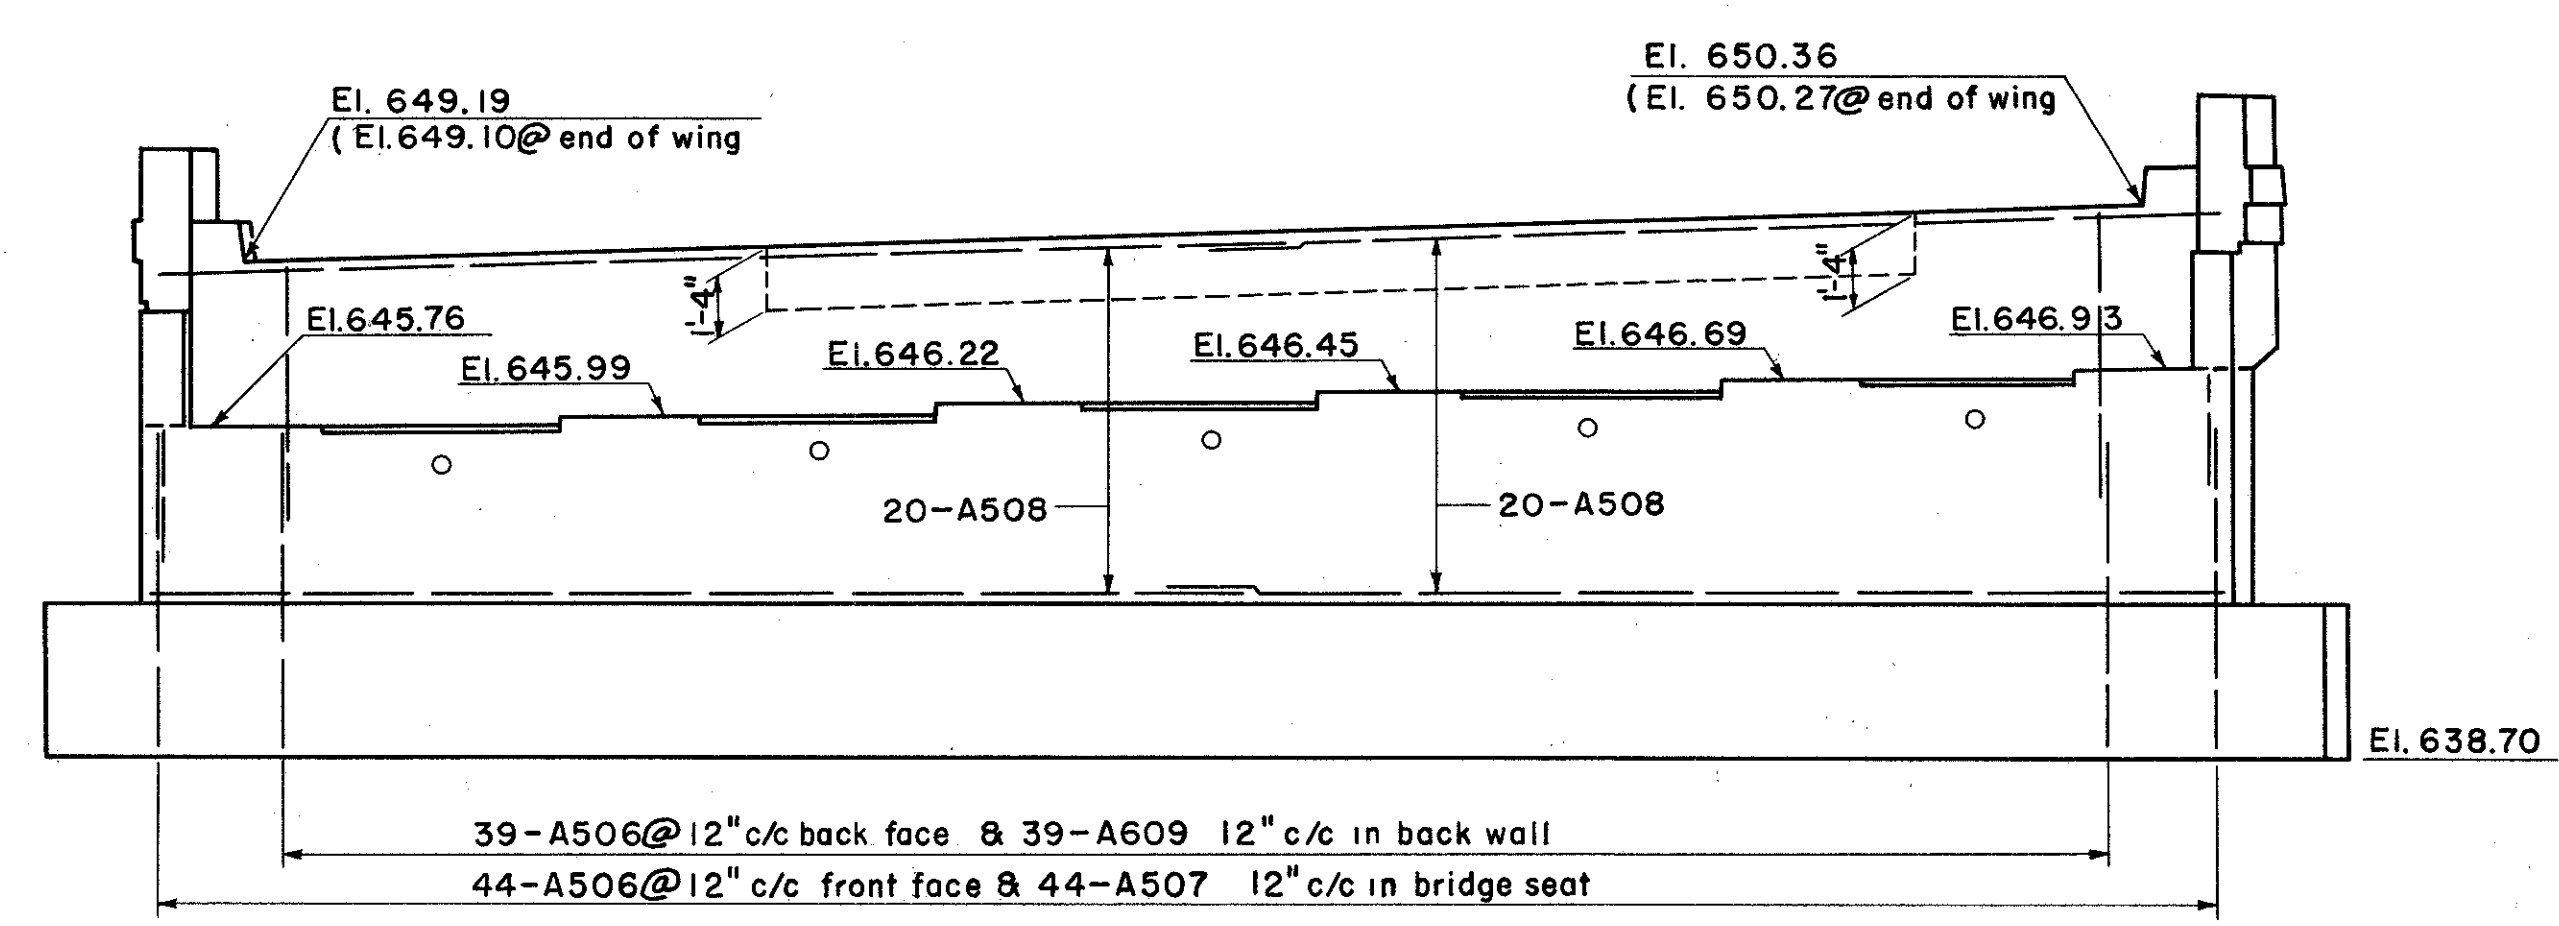 El. 650.36
(El. 650.27@ end of wing
El. 649.19
(El.649.10@ end of wing
1'-4"
1'-4"
El.645.76
El.646.93
El.646.69
El.646.45
El.646.22
El.645.99
20-A508
20-A508
El.638.70
39-A506@12"c/c back face & 39-A609 12"c/c in back wall
44-A506@12"c/c front face & 44-A507 12"c/c in bridge seat